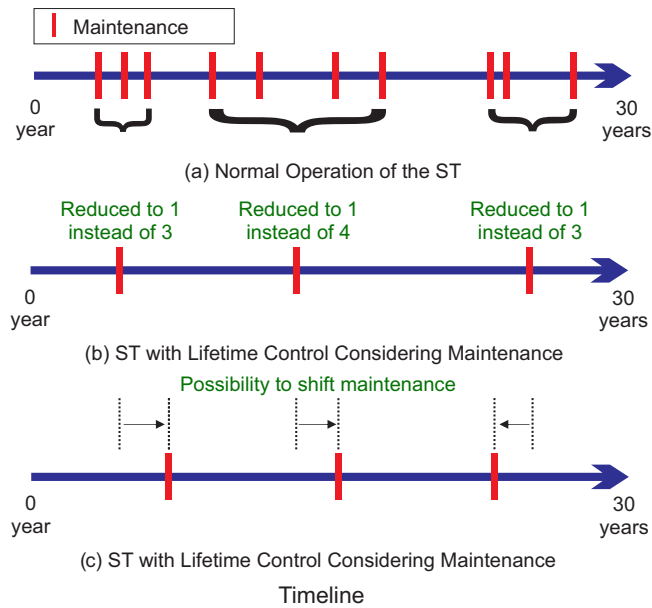 Maintenance
0
year
30
years
(a) Normal Operation of the ST
Reduced to 1
instead of 3
Reduced to 1
instead of 4
Reduced to 1
instead of 3
0
year
30
years
(b) ST with Lifetime Control Considering Maintenance
Possibility to shift maintenance
0
year
30
years
(c) ST with Lifetime Control Considering Maintenance
Timeline